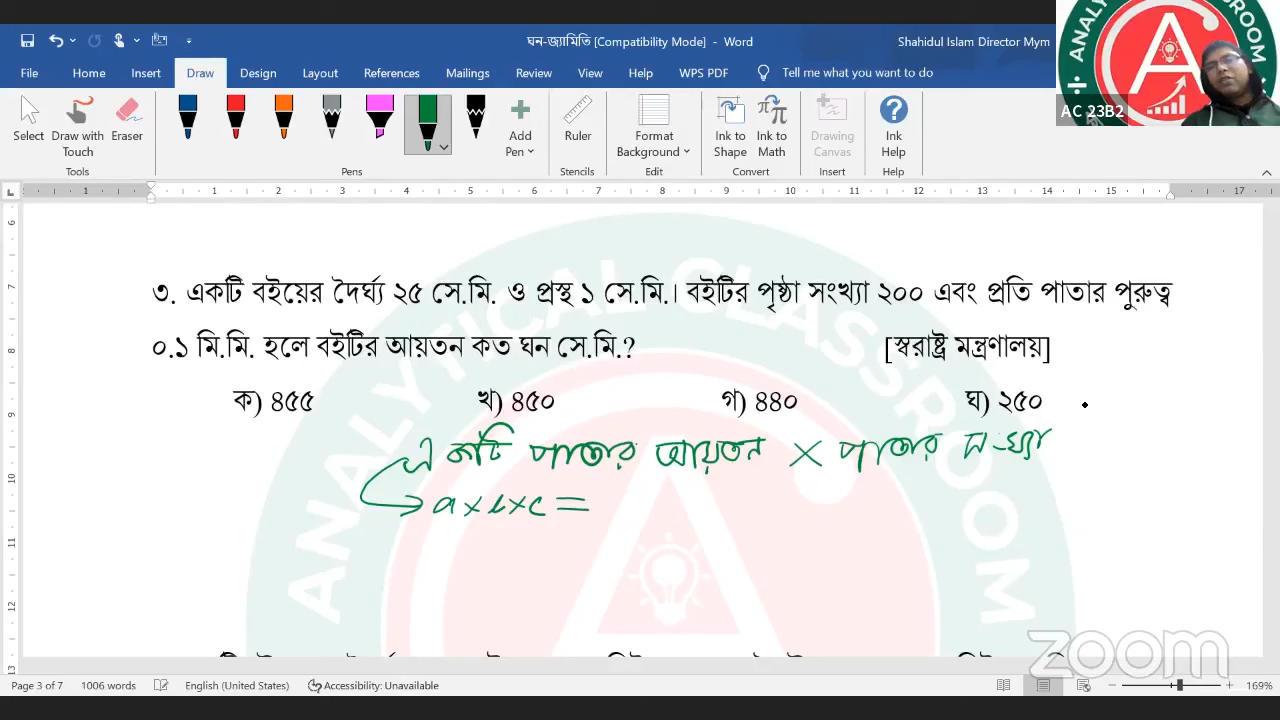 ঘন-জ্যামিতি [Compatibility Mode] - Word
Shahidul Islam Director Mym
File Home Insert Draw Design Layout References Mailings Review View Help WPS PDF Tell me what you want to do
Select
Draw with Touch
Eraser
Add Pen
Ruler
Format Background
Ink to Shape
Ink to Math
Drawing Canvas
Ink Help
Tools Pens Stencils Edit Convert Insert Help
AC 23B2
৩. একটি বইয়ের দৈর্ঘ্য ২৫ সে.মি. ও প্রস্থ ১ সে.মি.। বইটির পৃষ্ঠা সংখ্যা ২০০ এবং প্রতি পাতার পুরুত্ব
০.১ মি.মি. হলে বইটির আয়তন কত ঘন সে.মি.? [স্বরাষ্ট্র মন্ত্রণালয়]
ক) ৪৫৫ খ) ৪৫০ গ) ৪৪০ ঘ) ২৫০
একটি পাতার আয়তন × পাতার সংখ্যা
a×b×c =
ANALYTICAL CLASSROOM
zoom
Page 3 of 7 1006 words English (United States) Accessibility: Unavailable 169%